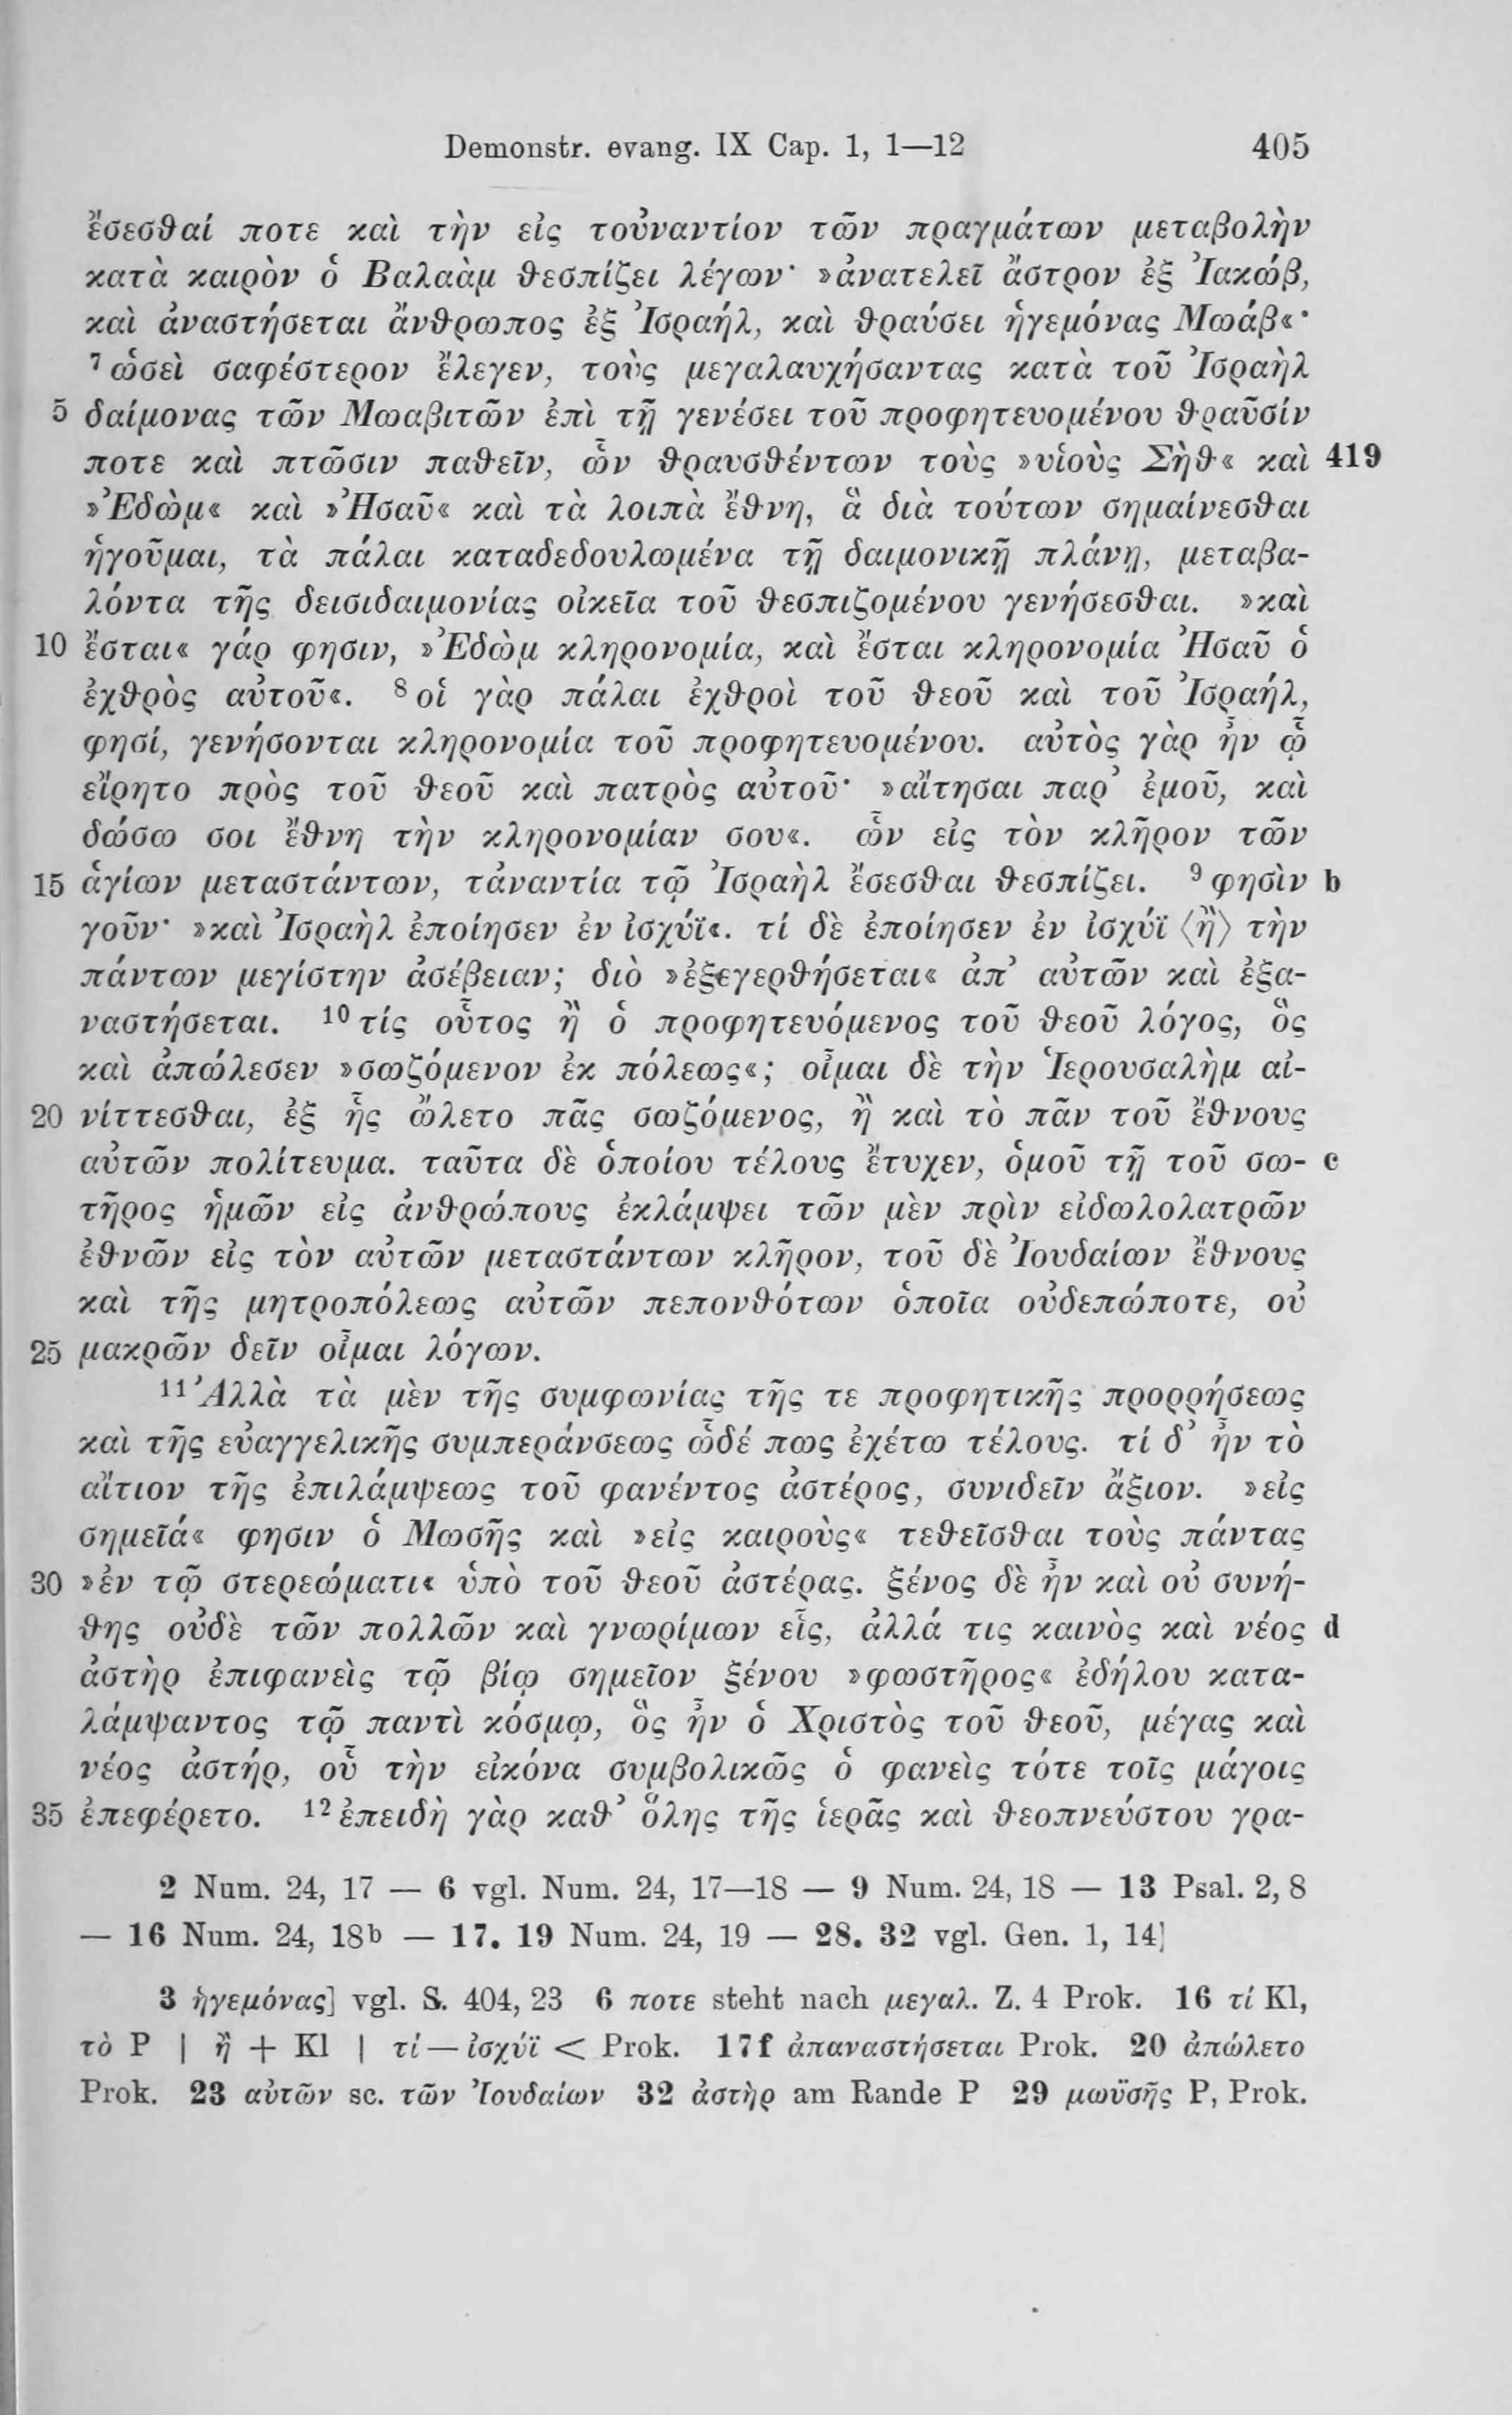 Demonstr. evang. IX Cap. 1, 1—12 405
ἔσεσθαί ποτε καὶ τὴν εἰς τοὐναντίον τῶν πραγμάτων μεταβολὴν
κατὰ καιρὸν ὁ Βαλαὰμ θεσπίζει λέγων· »ἀνατελεῖ ἄστρον ἐξ Ἰακώβ,
καὶ ἀναστήσεται ἄνθρωπος ἐξ Ἰσραήλ, καὶ θραύσει ἡγεμόνας Μωάβ«·
⁷ ὡσεὶ σαφέστερον ἔλεγεν, τοὺς μεγαλαυχήσαντας κατὰ τοῦ Ἰσραὴλ
5 δαίμονας τῶν Μωαβιτῶν ἐπὶ τῇ γενέσει τοῦ προφητευομένου θραῦσίν
ποτε καὶ πτῶσιν παθεῖν, ὧν θραυσθέντων τοὺς »υἱοὺς Σὴθ« καὶ 419
»Ἐδὼμ« καὶ »Ἠσαῦ« καὶ τὰ λοιπὰ ἔθνη, ἃ διὰ τούτων σημαίνεσθαι
ἡγοῦμαι, τὰ πάλαι καταδεδουλωμένα τῇ δαιμονικῇ πλάνῃ, μεταβα-
λόντα τῆς δεισιδαιμονίας οἰκεῖα τοῦ θεσπιζομένου γενήσεσθαι. »καὶ
10 ἔσται« γάρ φησιν, »Ἐδὼμ κληρονομία, καὶ ἔσται κληρονομία Ἠσαῦ ὁ
ἐχθρὸς αὐτοῦ«. ⁸ οἱ γὰρ πάλαι ἐχθροὶ τοῦ θεοῦ καὶ τοῦ Ἰσραήλ,
φησί, γενήσονται κληρονομία τοῦ προφητευομένου. αὐτὸς γὰρ ἦν ᾧ
εἴρητο πρὸς τοῦ θεοῦ καὶ πατρὸς αὐτοῦ· »αἴτησαι παρ’ ἐμοῦ, καὶ
δώσω σοι ἔθνη τὴν κληρονομίαν σου«. ὧν εἰς τὸν κλῆρον τῶν
15 ἁγίων μεταστάντων, τἀναντία τῷ Ἰσραὴλ ἔσεσθαι θεσπίζει. ⁹ φησὶν b
γοῦν· »καὶ Ἰσραὴλ ἐποίησεν ἐν ἰσχύϊ«. τί δὲ ἐποίησεν ἐν ἰσχύϊ ⟨ἢ⟩ τὴν
πάντων μεγίστην ἀσέβειαν; διὸ »ἐξεγερθήσεται« ἀπ’ αὐτῶν καὶ ἐξα-
ναστήσεται. ¹⁰ τίς οὗτος ἢ ὁ προφητευόμενος τοῦ θεοῦ λόγος, ὃς
καὶ ἀπώλεσεν »σωζόμενον ἐκ πόλεως«; οἶμαι δὲ τὴν Ἱερουσαλὴμ αἰ-
20 νίττεσθαι, ἐξ ἧς ὤλετο πᾶς σωζόμενος, ἢ καὶ τὸ πᾶν τοῦ ἔθνους
αὐτῶν πολίτευμα. ταῦτα δὲ ὁποίου τέλους ἔτυχεν, ὁμοῦ τῇ τοῦ σω- c
τῆρος ἡμῶν εἰς ἀνθρώπους ἐκλάμψει τῶν μὲν πρὶν εἰδωλολατρῶν
ἐθνῶν εἰς τὸν αὐτῶν μεταστάντων κλῆρον, τοῦ δὲ Ἰουδαίων ἔθνους
καὶ τῆς μητροπόλεως αὐτῶν πεπονθότων ὁποῖα οὐδεπώποτε, οὐ
25 μακρῶν δεῖν οἶμαι λόγων.
¹¹ Ἀλλὰ τὰ μὲν τῆς συμφωνίας τῆς τε προφητικῆς προρρήσεως
καὶ τῆς εὐαγγελικῆς συμπεράνσεως ὧδέ πως ἐχέτω τέλους. τί δ’ ἦν τὸ
αἴτιον τῆς ἐπιλάμψεως τοῦ φανέντος ἀστέρος, συνιδεῖν ἄξιον. »εἰς
σημεῖά« φησιν ὁ Μωσῆς καὶ »εἰς καιροὺς« τεθεῖσθαι τοὺς πάντας
30 »ἐν τῷ στερεώματι« ὑπὸ τοῦ θεοῦ ἀστέρας. ξένος δὲ ἦν καὶ οὐ συνή-
θης οὐδὲ τῶν πολλῶν καὶ γνωρίμων εἷς, ἀλλά τις καινὸς καὶ νέος d
ἀστὴρ ἐπιφανεὶς τῷ βίῳ σημεῖον ξένου »φωστῆρος« ἐδήλου κατα-
λάμψαντος τῷ παντὶ κόσμῳ, ὃς ἦν ὁ Χριστὸς τοῦ θεοῦ, μέγας καὶ
νέος ἀστήρ, οὗ τὴν εἰκόνα συμβολικῶς ὁ φανεὶς τότε τοῖς μάγοις
35 ἐπεφέρετο. ¹² ἐπειδὴ γὰρ καθ’ ὅλης τῆς ἱερᾶς καὶ θεοπνεύστου γρα-
2 Num. 24, 17 — 6 vgl. Num. 24, 17—18 — 9 Num. 24, 18 — 13 Psal. 2, 8
— 16 Num. 24, 18ᵇ — 17. 19 Num. 24, 19 — 28. 32 vgl. Gen. 1, 14]
3 ἡγεμόνας] vgl. S. 404, 23 6 ποτε steht nach μεγαλ. Z. 4 Prok. 16 τί Kl,
τὸ P | ἢ + Kl | τί — ἰσχύϊ < Prok. 17f ἀπαναστήσεται Prok. 20 ἀπώλετο
Prok. 23 αὐτῶν sc. τῶν Ἰουδαίων 32 ἀστὴρ am Rande P 29 μωϋσῆς P, Prok.